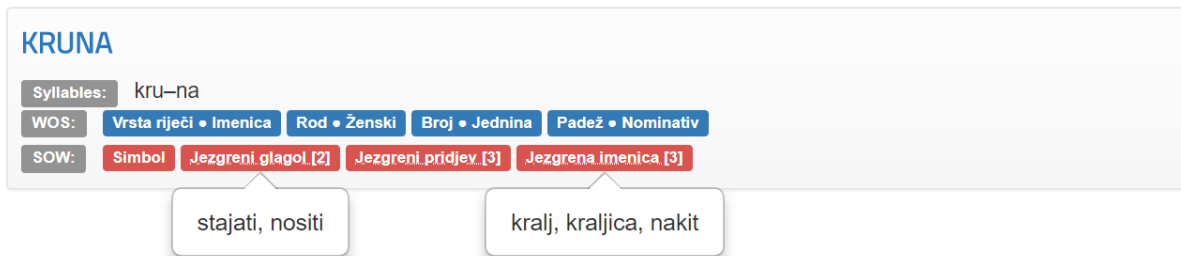 KRUNA
Syllables: kru–na
WOS: Vrsta riječi ● Imenica Rod ● Ženski Broj ● Jednina Padež ● Nominativ
SOW: Simbol Jezgreni glagol [2] Jezgreni pridjev [3] Jezgrena imenica [3]
stajati, nositi kralj, kraljica, nakit